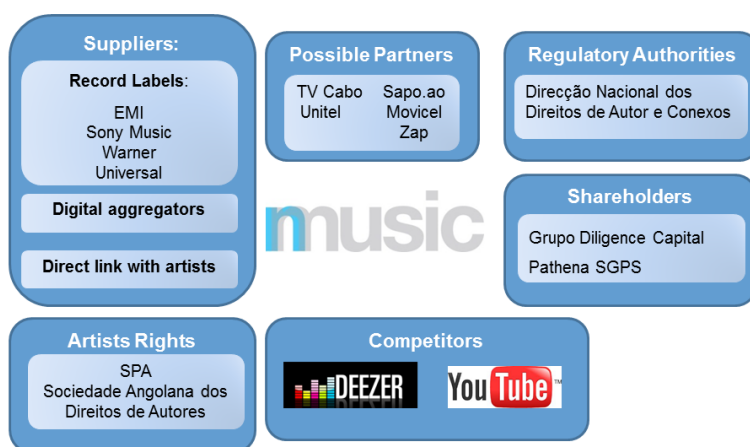 Suppliers:
Record Labels:
EMI
Sony Music
Warner
Universal
Digital aggregators
Direct link with artists
Possible Partners
TV Cabo
Unitel
Sapo.ao
Movicel
Zap
Regulatory Authorities
Direcção Nacional dos
Direitos de Autor e Conexos
nmusic
Shareholders
Grupo Diligence Capital
Pathena SGPS
Artists Rights
SPA
Sociedade Angolana dos
Direitos de Autores
Competitors
DEEZER
YouTube™